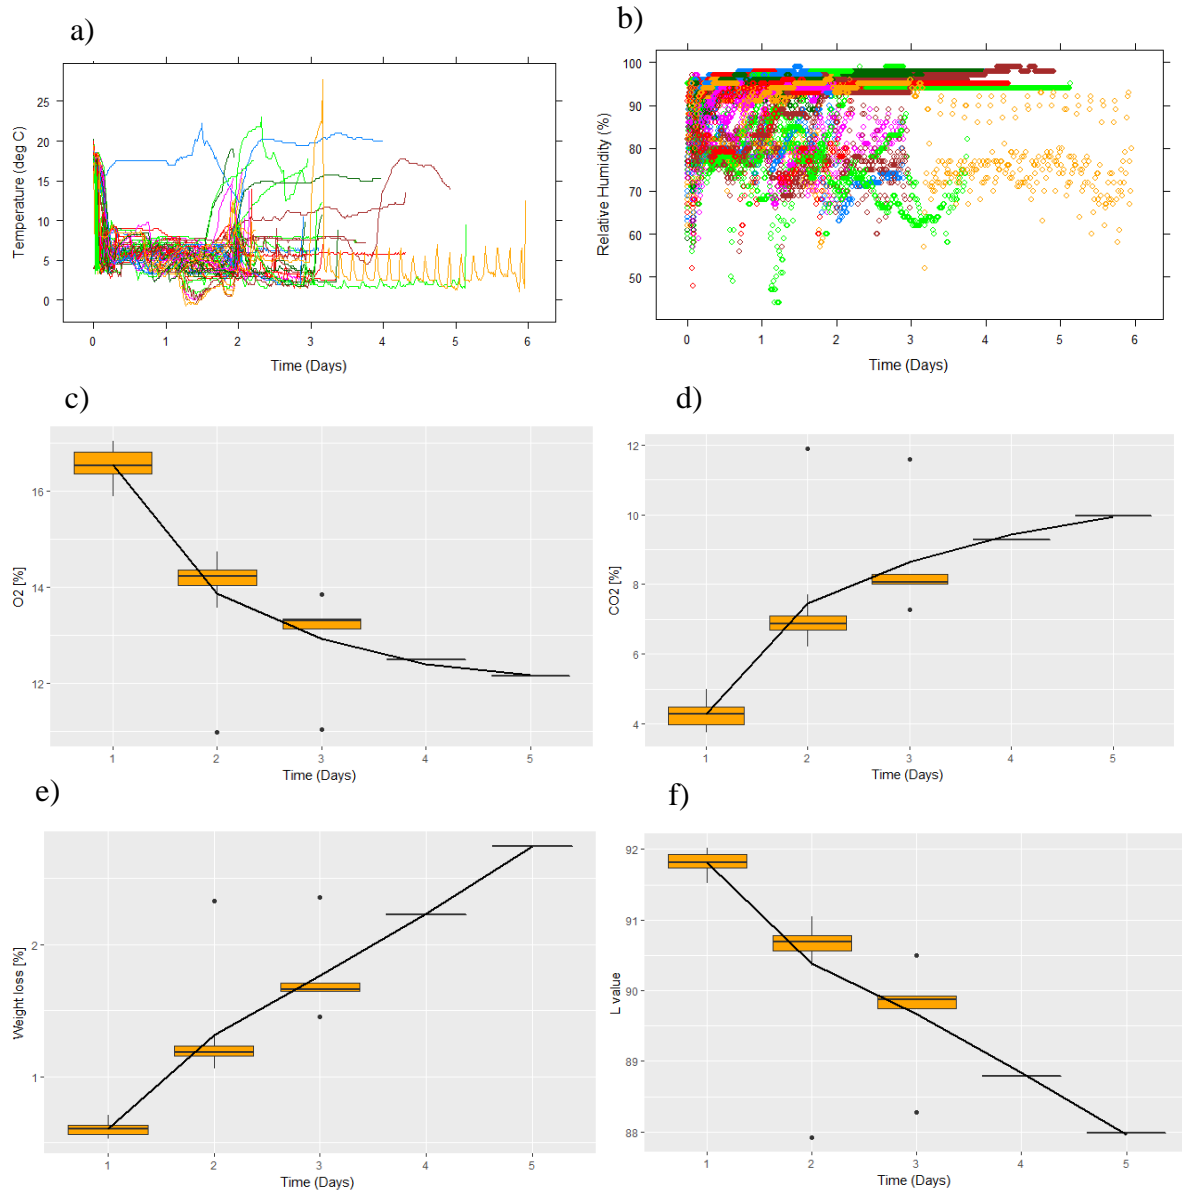 a)
Temperature (deg C)
25
20
15
10
5
0
0 1 2 3 4 5 6
Time (Days)
b)
Relative Humidity (%)
100
90
80
70
60
50
0 1 2 3 4 5 6
Time (Days)
c)
O2 [%]
16
14
12
1 2 3 4 5
Time (Days)
d)
CO2 [%]
12
10
8
6
4
1 2 3 4 5
Time (Days)
e)
Weight loss [%]
2
1
1 2 3 4 5
Time (Days)
f)
L value
92
91
90
89
88
1 2 3 4 5
Time (Days)